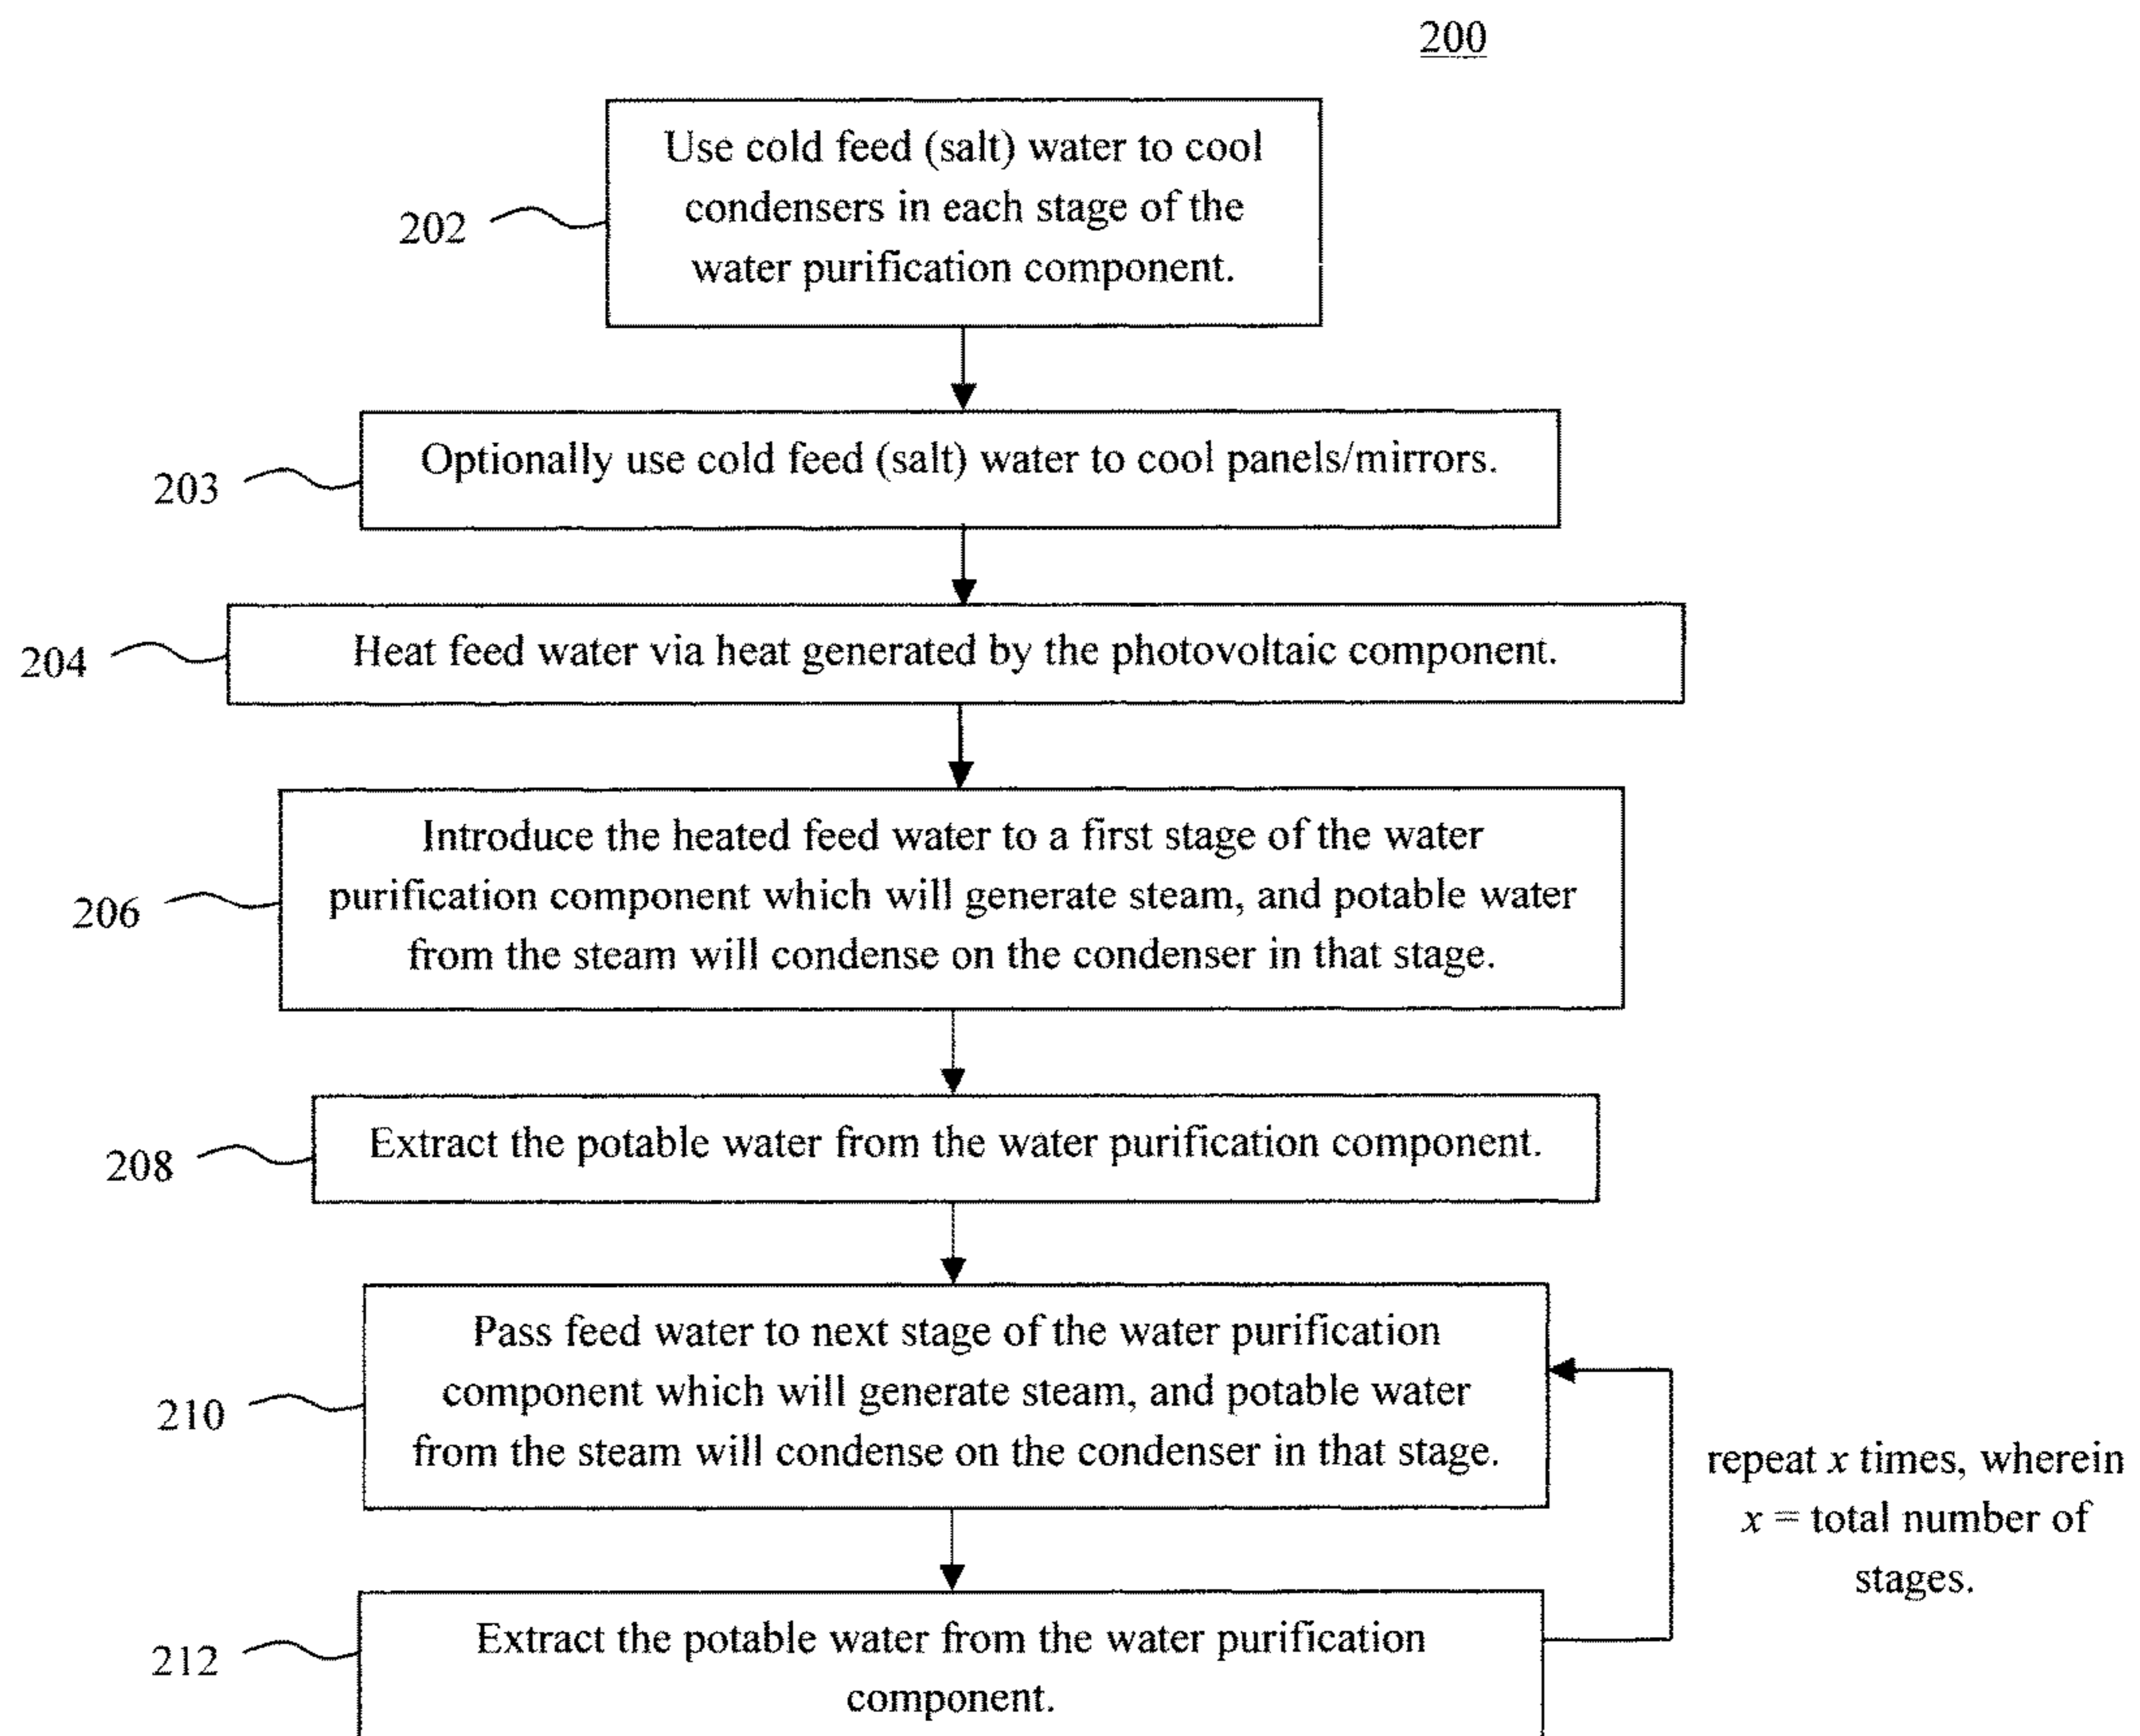 200
Use cold feed (salt) water to cool
condensers in each stage of the
water purification component.
202
Optionally use cold feed (salt) water to cool panels/mirrors.
203
Heat feed water via heat generated by the photovoltaic component.
204
Introduce the heated feed water to a first stage of the water
purification component which will generate steam, and potable water
from the steam will condense on the condenser in that stage.
206
Extract the potable water from the water purification component.
208
Pass feed water to next stage of the water purification
component which will generate steam, and potable water
from the steam will condense on the condenser in that stage.
210
repeat x times, wherein
x = total number of
stages.
Extract the potable water from the water purification
component.
212